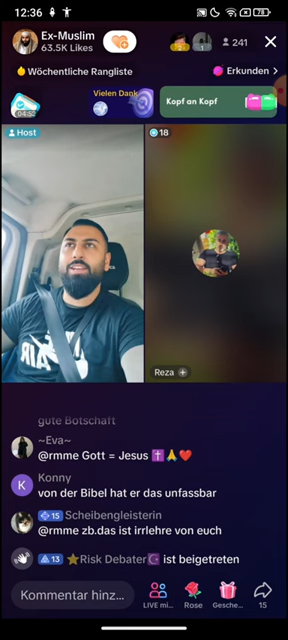 12:36
78
Ex-Muslim
63.5K Likes
1
241
Wöchentliche Rangliste
Erkunden >
04:52
Vielen Dank
Kopf an Kopf
Host
18
Reza
gute Botschaft
~Eva~
@rmme Gott = Jesus ✝️🙏❤️
K
Konny
von der Bibel hat er das unfassbar
15 Scheibengleisterin
@rmme zb.das ist irrlehre von euch
13 ⭐Risk Debater☪️ ist beigetreten
Kommentar hinz...
LIVE mi...
Rose
Gesche...
15